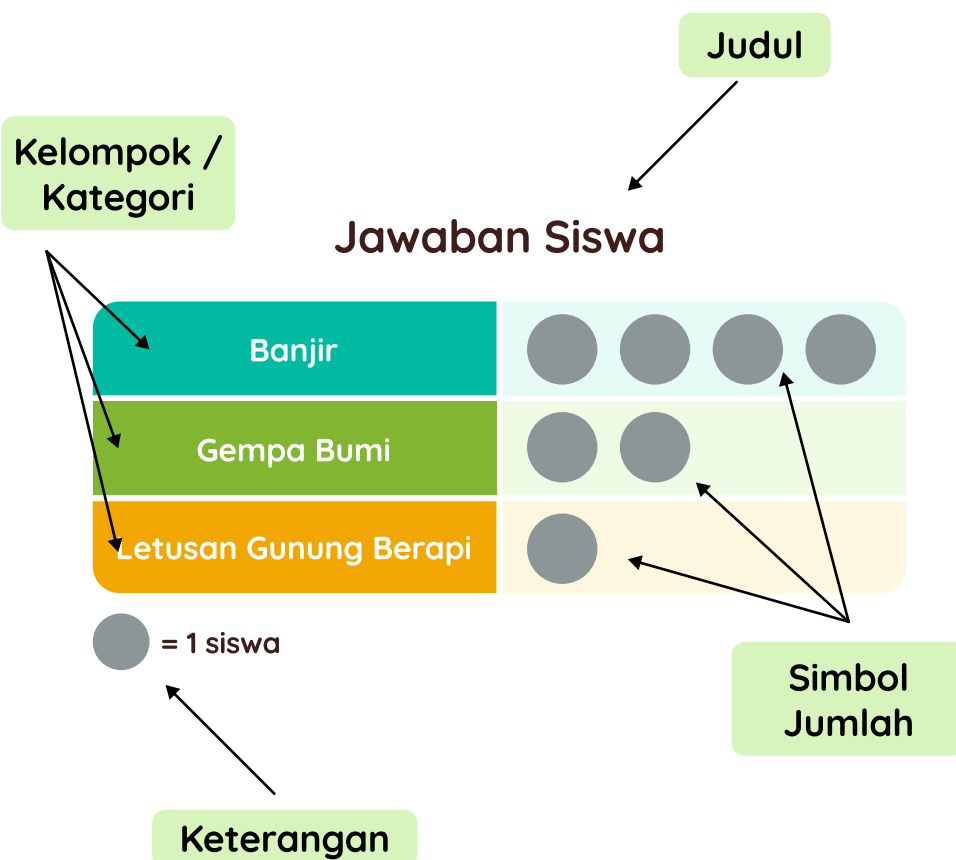 Judul
Kelompok /
Kategori
Jawaban Siswa
Banjir
Gempa Bumi
Letusan Gunung Berapi
= 1 siswa
Simbol
Jumlah
Keterangan